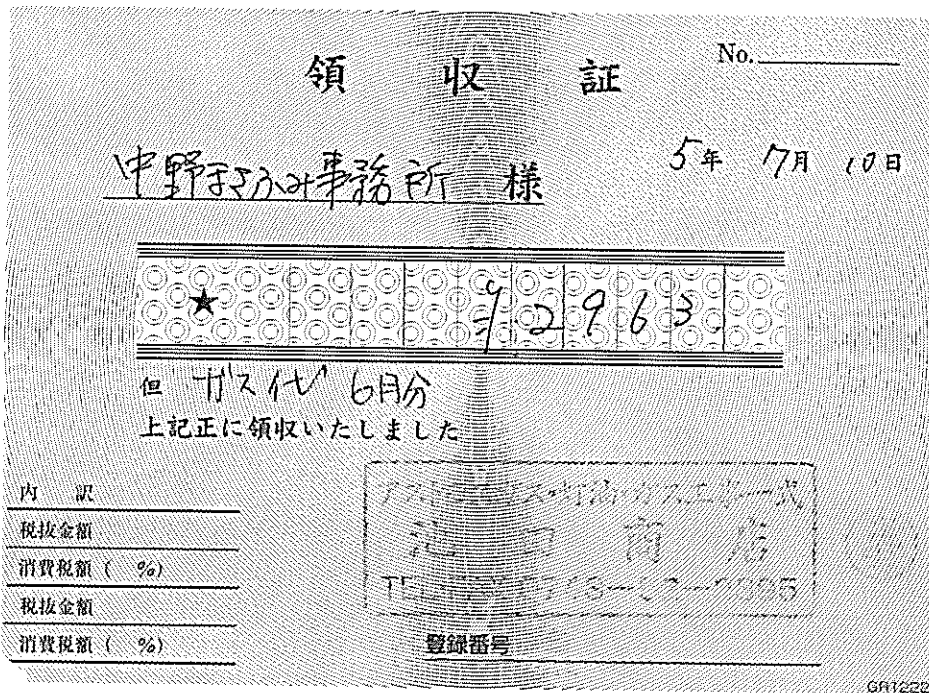 領 収 証
No.
中野まさふみ事務所 様
5年 7月 10日
★ ¥2963.
但 ガス代 6月分
上記正に領収いたしました
内 訳
税抜金額
消費税額( %)
税抜金額
消費税額( %)
商 店
登録番号